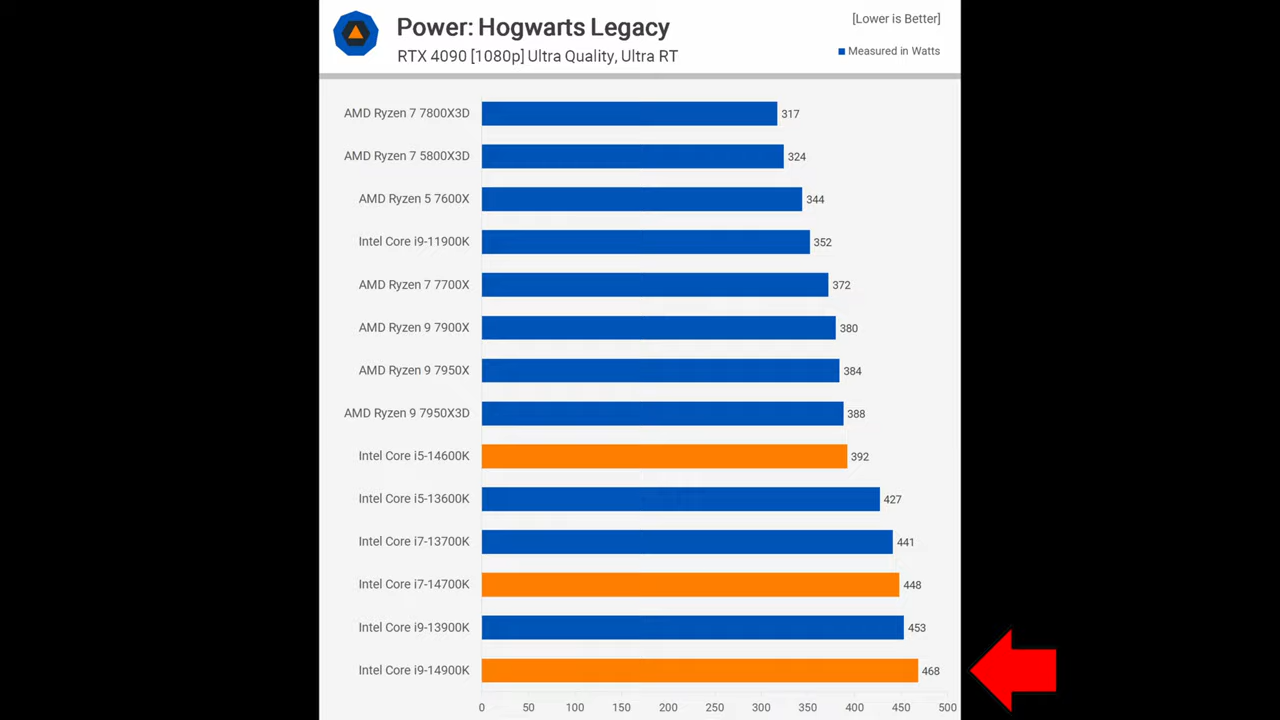 Power: Hogwarts Legacy
[Lower is Better]
RTX 4090 [1080p] Ultra Quality, Ultra RT
Measured in Watts
AMD Ryzen 7 7800X3D 317
AMD Ryzen 7 5800X3D 324
AMD Ryzen 5 7600X 344
Intel Core i9-11900K 352
AMD Ryzen 7 7700X 372
AMD Ryzen 9 7900X 380
AMD Ryzen 9 7950X 384
AMD Ryzen 9 7950X3D 388
Intel Core i5-14600K 392
Intel Core i5-13600K 427
Intel Core i7-13700K 441
Intel Core i7-14700K 448
Intel Core i9-13900K 453
Intel Core i9-14900K 468
0 50 100 150 200 250 300 350 400 450 500